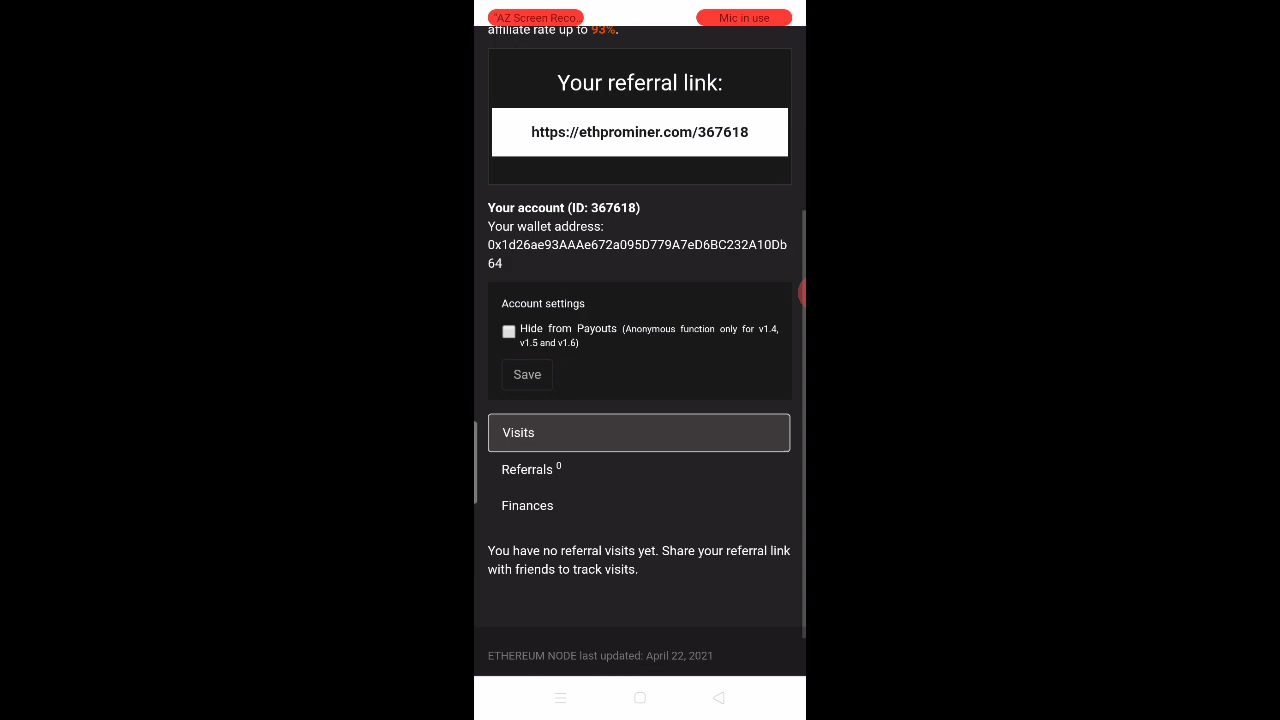 "AZ Screen Reco..
Mic in use
affiliate rate up to 93%.
Your referral link:
https://ethprominer.com/367618
Your account (ID: 367618)
Your wallet address:
0x1d26ae93AAAe672a095D779A7eD6BC232A10Db
64
Account settings
Hide from Payouts (Anonymous function only for v1.4,
v1.5 and v1.6)
Save
Visits
Referrals 0
Finances
You have no referral visits yet. Share your referral link
with friends to track visits.
ETHEREUM NODE last updated: April 22, 2021